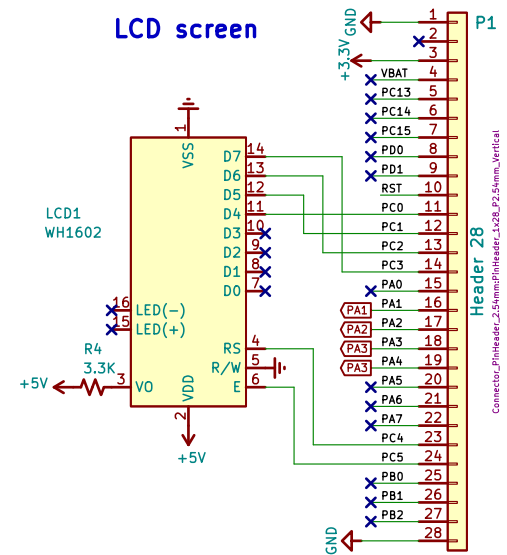 LCD screen
P1
GND 1
2
+3.3V 3
VBAT 4
PC13 5
PC14 6
PC15 7
PD0 8
PD1 9
RST 10
PC0 11
PC1 12
PC2 13
PC3 14
PA0 15
PA1 PA1 16
PA2 PA2 17
PA3 PA3 18
PA3 PA4 19
PA5 20
PA6 21
PA7 22
PC4 23
PC5 24
PB0 25
PB1 26
PB2 27
GND 28
Header 28
Connector_PinHeader_2.54mm:PinHeader_1x28_P2.54mm_Vertical
LCD1
WH1602
1 VSS
D7 14
D6 13
D5 12
D4 11
D3 10
D2 9
D1 8
D0 7
16 LED(-)
15 LED(+)
RS 4
R/W 5
E 6
R4
3.3K
+5V 3 VO
VDD 2
+5V